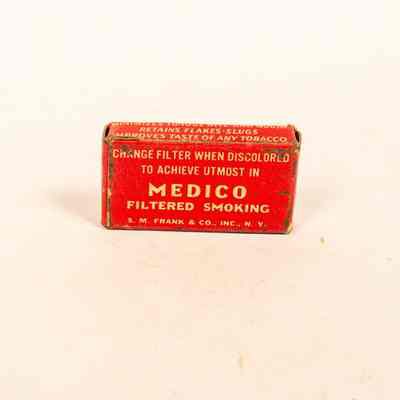 RETAINS FLAKES-SLUGS
IMPROVES TASTE OF ANY TOBACCO
CHANGE FILTER WHEN DISCOLORED
TO ACHIEVE UTMOST IN
MEDICO
FILTERED SMOKING
S. M. FRANK & CO., INC., N. Y.